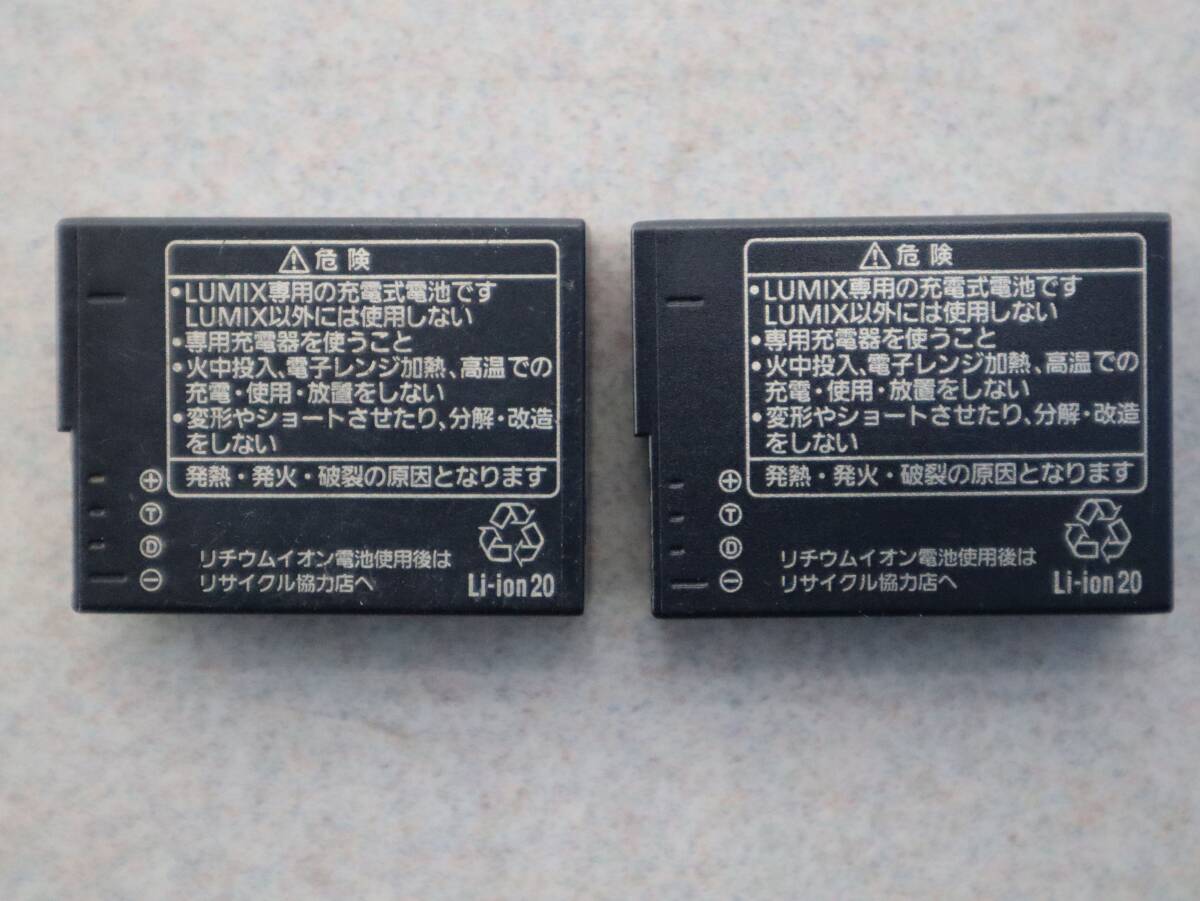 ⚠危険
・LUMIX専用の充電式電池です
LUMIX以外には使用しない
・専用充電器を使うこと
・火中投入、電子レンジ加熱、高温での
充電・使用・放置をしない
・変形やショートさせたり、分解・改造
をしない
発熱・発火・破裂の原因となります
⊕
Ⓣ
Ⓓ
⊖
リチウムイオン電池使用後は
リサイクル協力店へ
Li-ion 20
⚠危険
・LUMIX専用の充電式電池です
LUMIX以外には使用しない
・専用充電器を使うこと
・火中投入、電子レンジ加熱、高温での
充電・使用・放置をしない
・変形やショートさせたり、分解・改造
をしない
発熱・発火・破裂の原因となります
⊕
Ⓣ
Ⓓ
⊖
リチウムイオン電池使用後は
リサイクル協力店へ
Li-ion 20